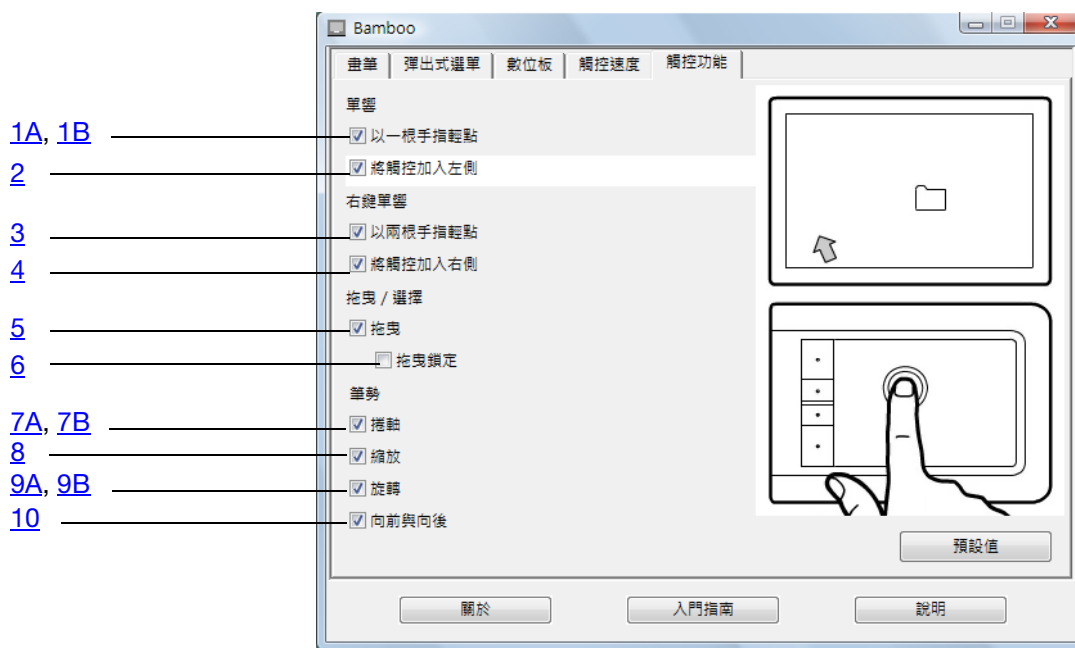 Bamboo
畫筆 彈出式選單 數位板 觸控速度 觸控功能
單響
1A, 1B 以一根手指輕點
2 將觸控加入左側
右鍵單響
3 以兩根手指輕點
4 將觸控加入右側
拖曳 / 選擇
5 拖曳
6 拖曳鎖定
筆勢
7A, 7B 捲軸
8 縮放
9A, 9B 旋轉
10 向前與向後
預設值
關於 入門指南 說明